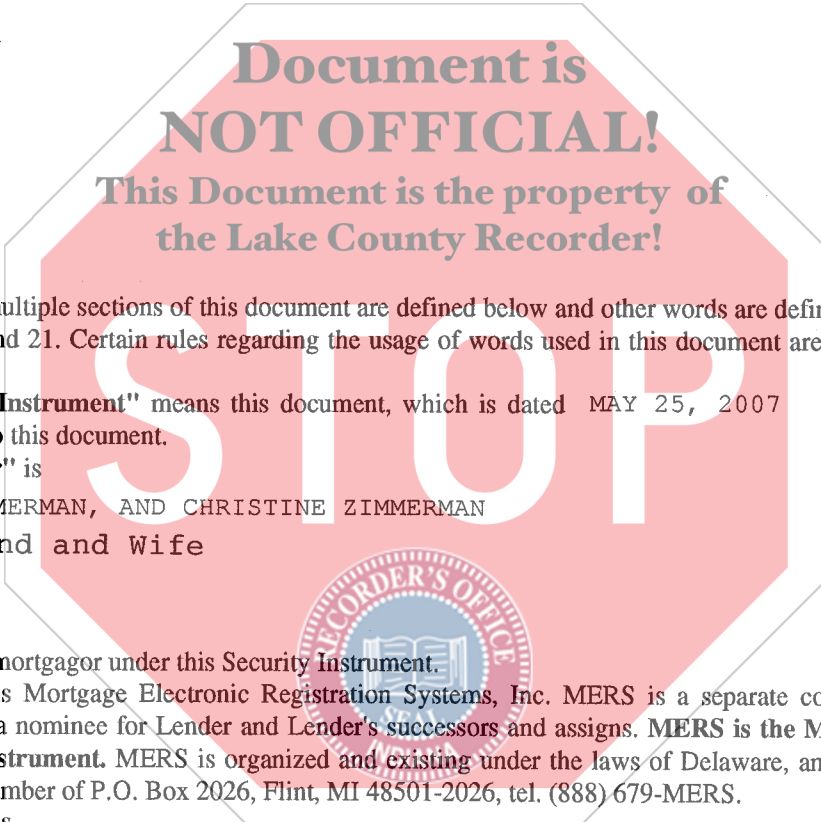 Document is
NOT OFFICIAL!
This Document is the property of
the Lake County Recorder!
ultiple sections of this document are defined below and other words are defin
nd 21. Certain rules regarding the usage of words used in this document are
Instrument" means this document, which is dated MAY 25, 2007
this document.
" is
MERMAN, AND CHRISTINE ZIMMERMAN
nd and Wife
STOP
RECORDER'S OFFICE
SEAL
INDIANA
mortgagor under this Security Instrument.
s Mortgage Electronic Registration Systems, Inc. MERS is a separate co
a nominee for Lender and Lender's successors and assigns. MERS is the M
strument. MERS is organized and existing under the laws of Delaware, an
mber of P.O. Box 2026, Flint, MI 48501-2026, tel. (888) 679-MERS.